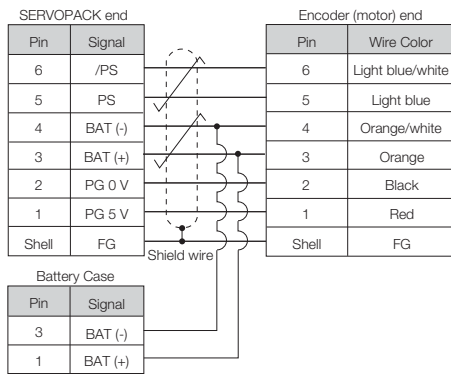 SERVOPACK end
Pin Signal
6 /PS
5 PS
4 BAT (-)
3 BAT (+)
2 PG 0 V
1 PG 5 V
Shell FG
Shield wire
Encoder (motor) end
Pin Wire Color
6 Light blue/white
5 Light blue
4 Orange/white
3 Orange
2 Black
1 Red
Shell FG
Battery Case
Pin Signal
3 BAT (-)
1 BAT (+)